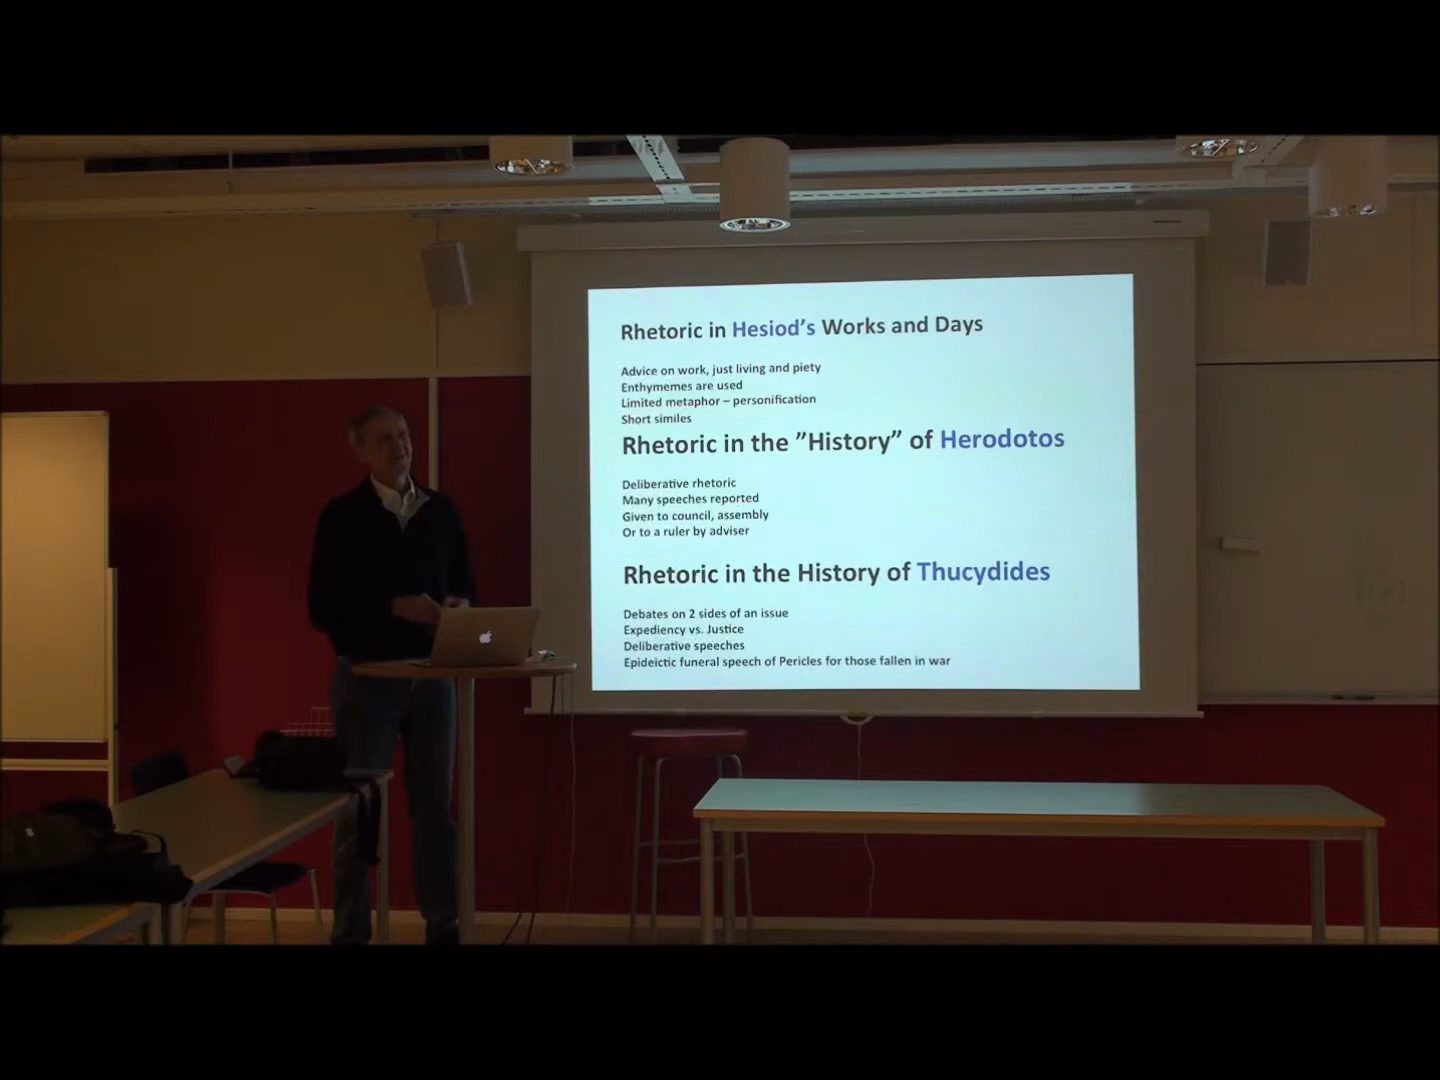 Rhetoric in Hesiod's Works and Days
Advice on work, just living and piety
Enthymemes are used
Limited metaphor – personification
Short similes
Rhetoric in the ”History” of Herodotos
Deliberative rhetoric
Many speeches reported
Given to council, assembly
Or to a ruler by adviser
Rhetoric in the History of Thucydides
Debates on 2 sides of an issue
Expediency vs. Justice
Deliberative speeches
Epideictic funeral speech of Pericles for those fallen in war